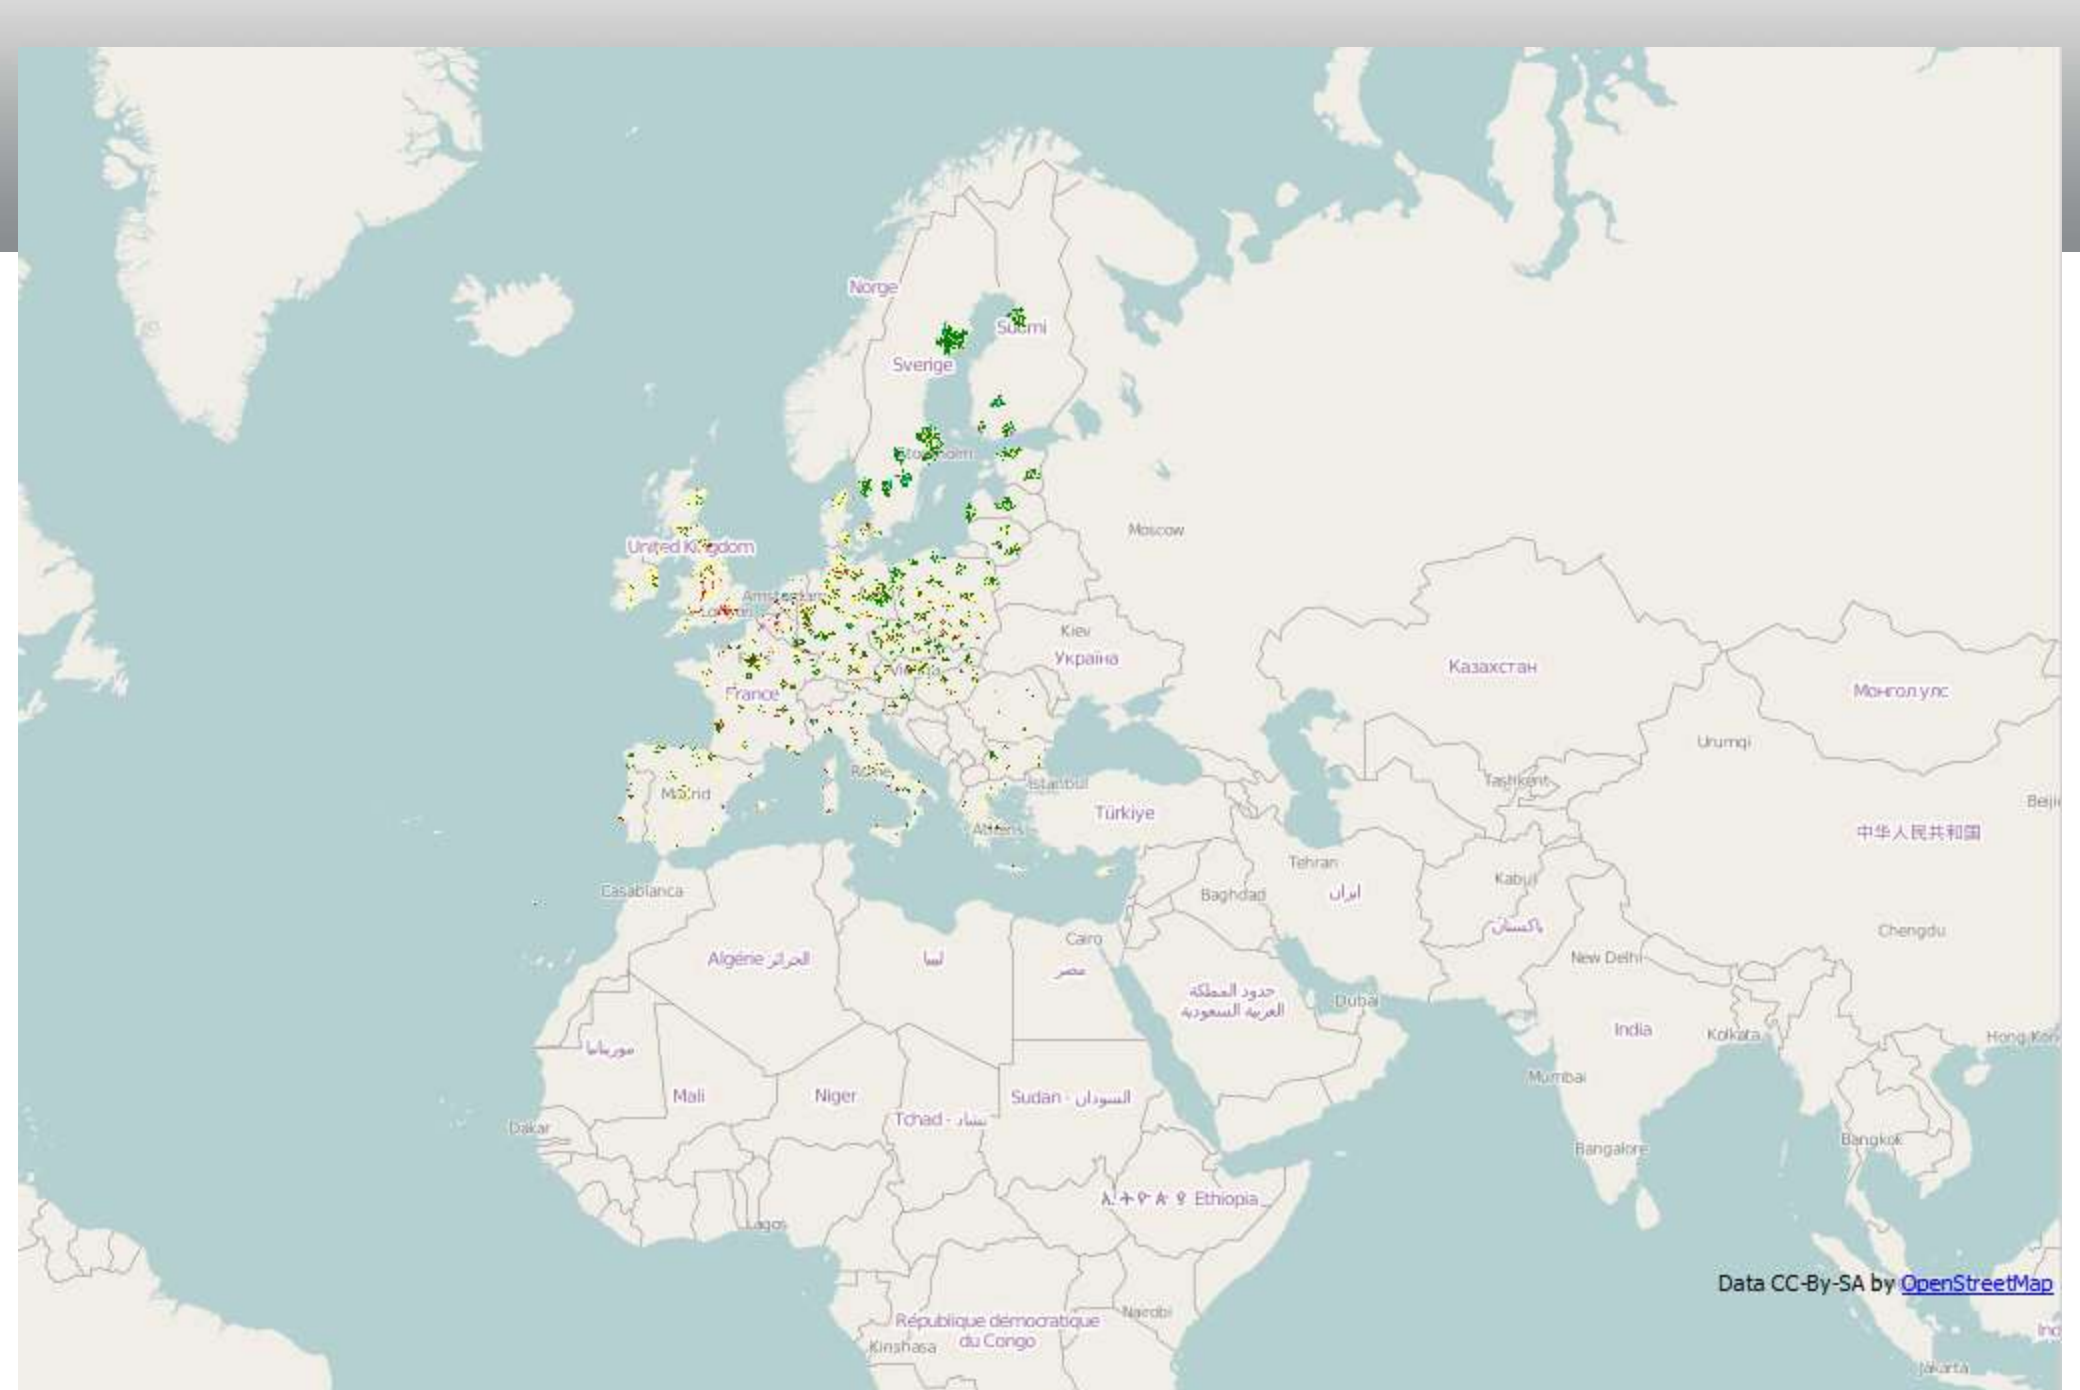 Norge
Suomi
Sverige
Stockholm
Moscow
United Kingdom
Amsterdam
London
Kiev
Україна
Казахстан
Монгол улс
Vienna
France
Urumqi
Rome
Istanbul
Tashkent
Madrid
Türkiye
Athens
中华人民共和国
Tehran
Casablanca
Baghdad
ایران
Kabul
پاکستان
Chengdu
Cairo
Algérie الجزائر
ليبيا
مصر
New Delhi
حدود المملكة
العربية السعودية
Dubai
India
Kolkata
Hong Kon
موريتانيا
Mumbai
Mali
Niger
Sudan - السودان
Tchad - تشاد
Dakar
Bangkok
Bangalore
Ethiopia
Lagos
Data CC-By-SA by OpenStreetMap
Nairobi
République démocratique
du Congo
Kinshasa
Jakarta